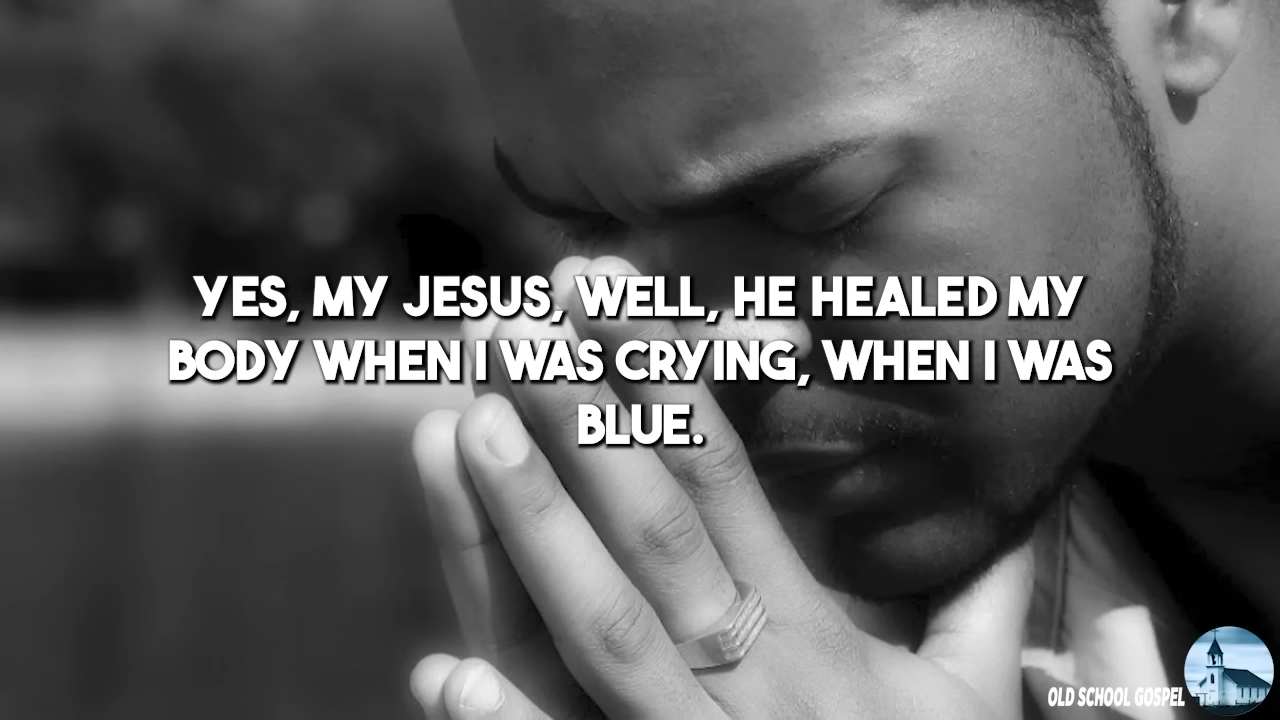 YES, MY JESUS, WELL, HE HEALED MY
BODY WHEN I WAS CRYING, WHEN I WAS
BLUE.
OLD SCHOOL GOSPEL